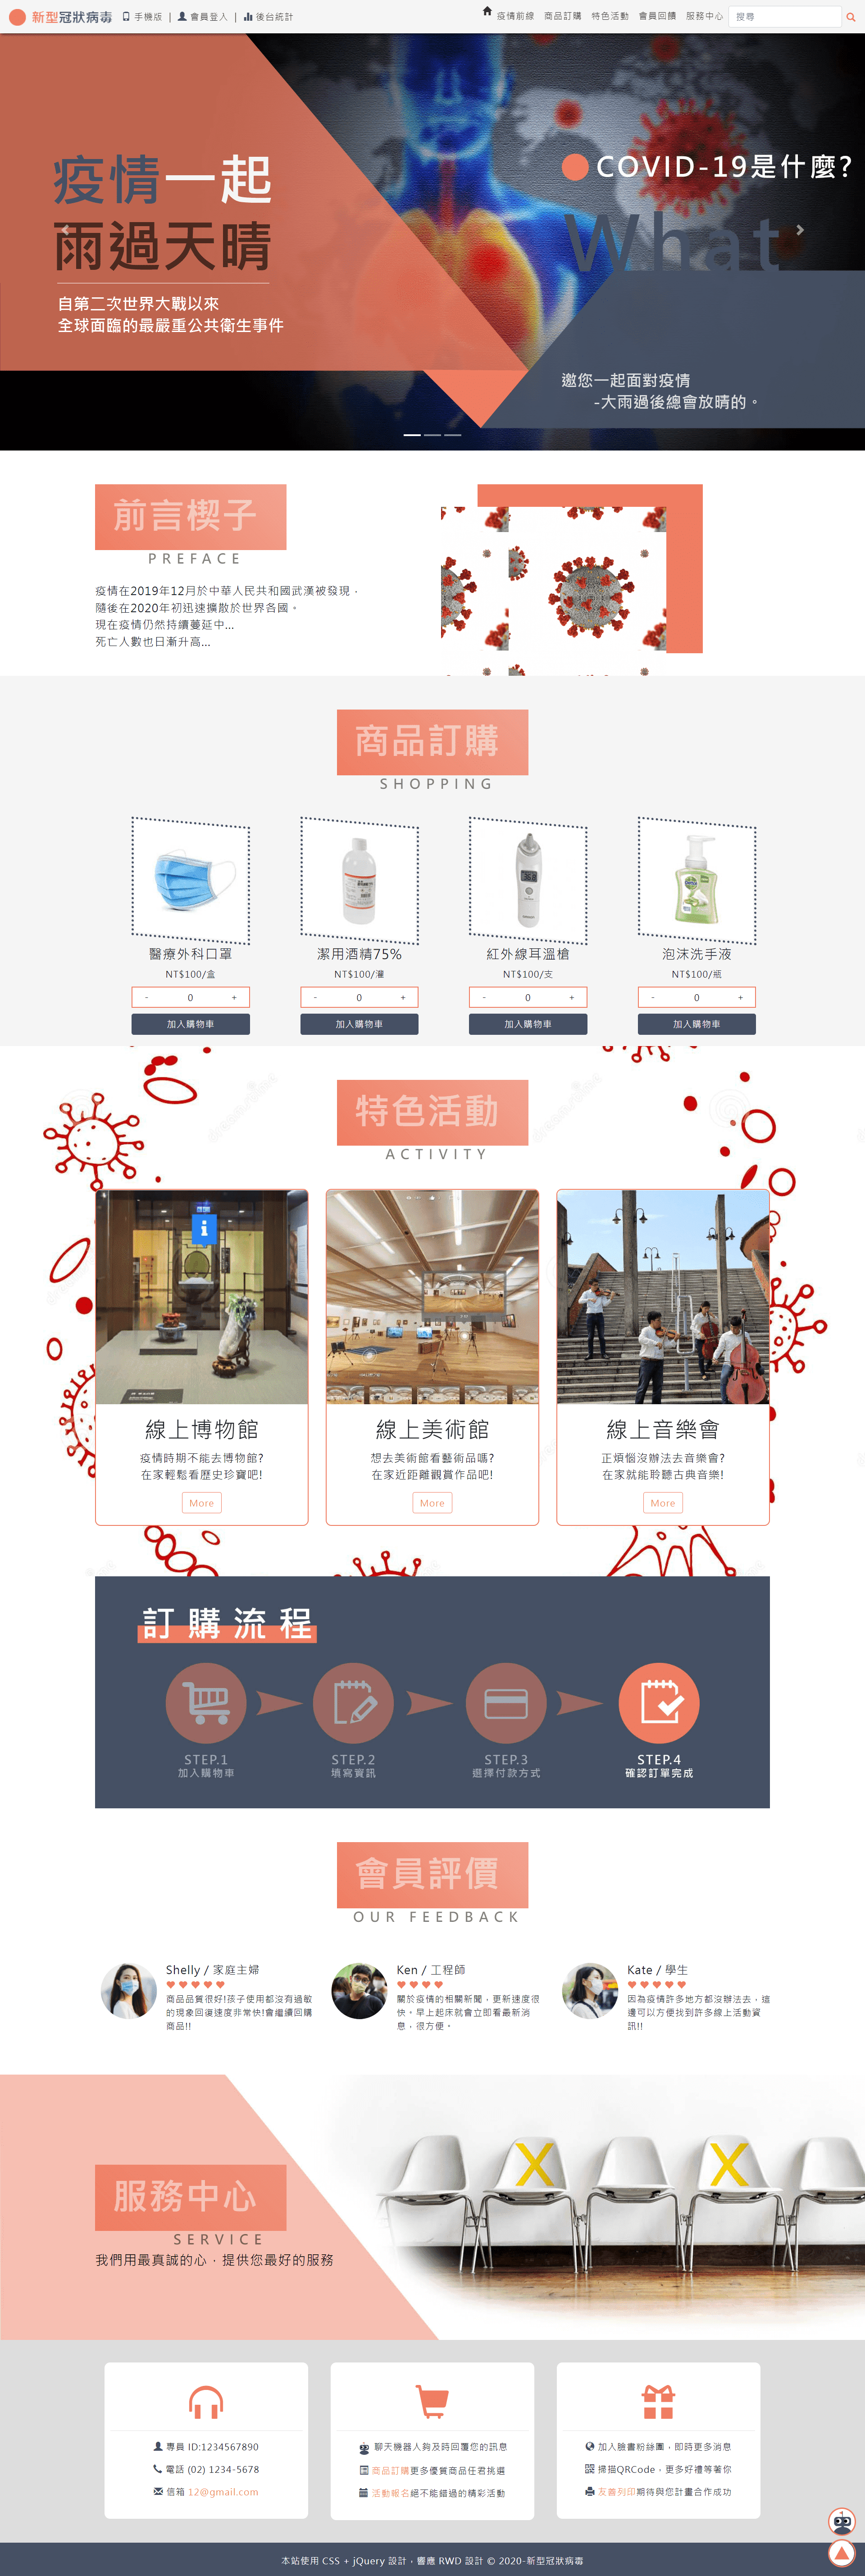 新型冠狀病毒 手機版 | 會員登入 | 後台統計 疫情前線 商品訂購 特色活動 會員回饋 服務中心 搜尋
疫情一起
雨過天晴
自第二次世界大戰以來
全球面臨的最嚴重公共衛生事件
COVID-19是什麼?
What
邀您一起面對疫情
-大雨過後總會放晴的。
前言楔子
PREFACE
疫情在2019年12月於中華人民共和國武漢被發現，
隨後在2020年初迅速擴散於世界各國。
現在疫情仍然持續蔓延中...
死亡人數也日漸升高...
商品訂購
SHOPPING
醫療外科口罩
NT$100/盒
- 0 +
加入購物車
潔用酒精75%
NT$100/灌
- 0 +
加入購物車
紅外線耳溫槍
NT$100/支
- 0 +
加入購物車
泡沫洗手液
NT$100/瓶
- 0 +
加入購物車
特色活動
ACTIVITY
線上博物館
疫情時期不能去博物館?
在家輕鬆看歷史珍寶吧!
More
線上美術館
想去美術館看藝術品嗎?
在家近距離觀賞作品吧!
More
線上音樂會
正煩惱沒辦法去音樂會?
在家就能聆聽古典音樂!
More
訂購流程
STEP.1
加入購物車
STEP.2
填寫資訊
STEP.3
選擇付款方式
STEP.4
確認訂單完成
會員評價
OUR FEEDBACK
Shelly / 家庭主婦
商品品質很好!孩子使用都沒有過敏
的現象回復速度非常快!會繼續回購
商品!!
Ken / 工程師
關於疫情的相關新聞，更新速度很
快。早上起床就會立即看最新消
息，很方便。
Kate / 學生
因為疫情許多地方都沒辦法去，這
邊可以方便找到許多線上活動資
訊!!
服務中心
SERVICE
我們用最真誠的心，提供您最好的服務
專員 ID:1234567890
電話 (02) 1234-5678
信箱 12@gmail.com
聊天機器人夠及時回覆您的訊息
商品訂購更多優質商品任君挑選
活動報名絕不能錯過的精彩活動
加入臉書粉絲團，即時更多消息
掃描QRCode，更多好禮等著你
友善列印期待與您計畫合作成功
本站使用 CSS + jQuery 設計，響應 RWD 設計 © 2020-新型冠狀病毒